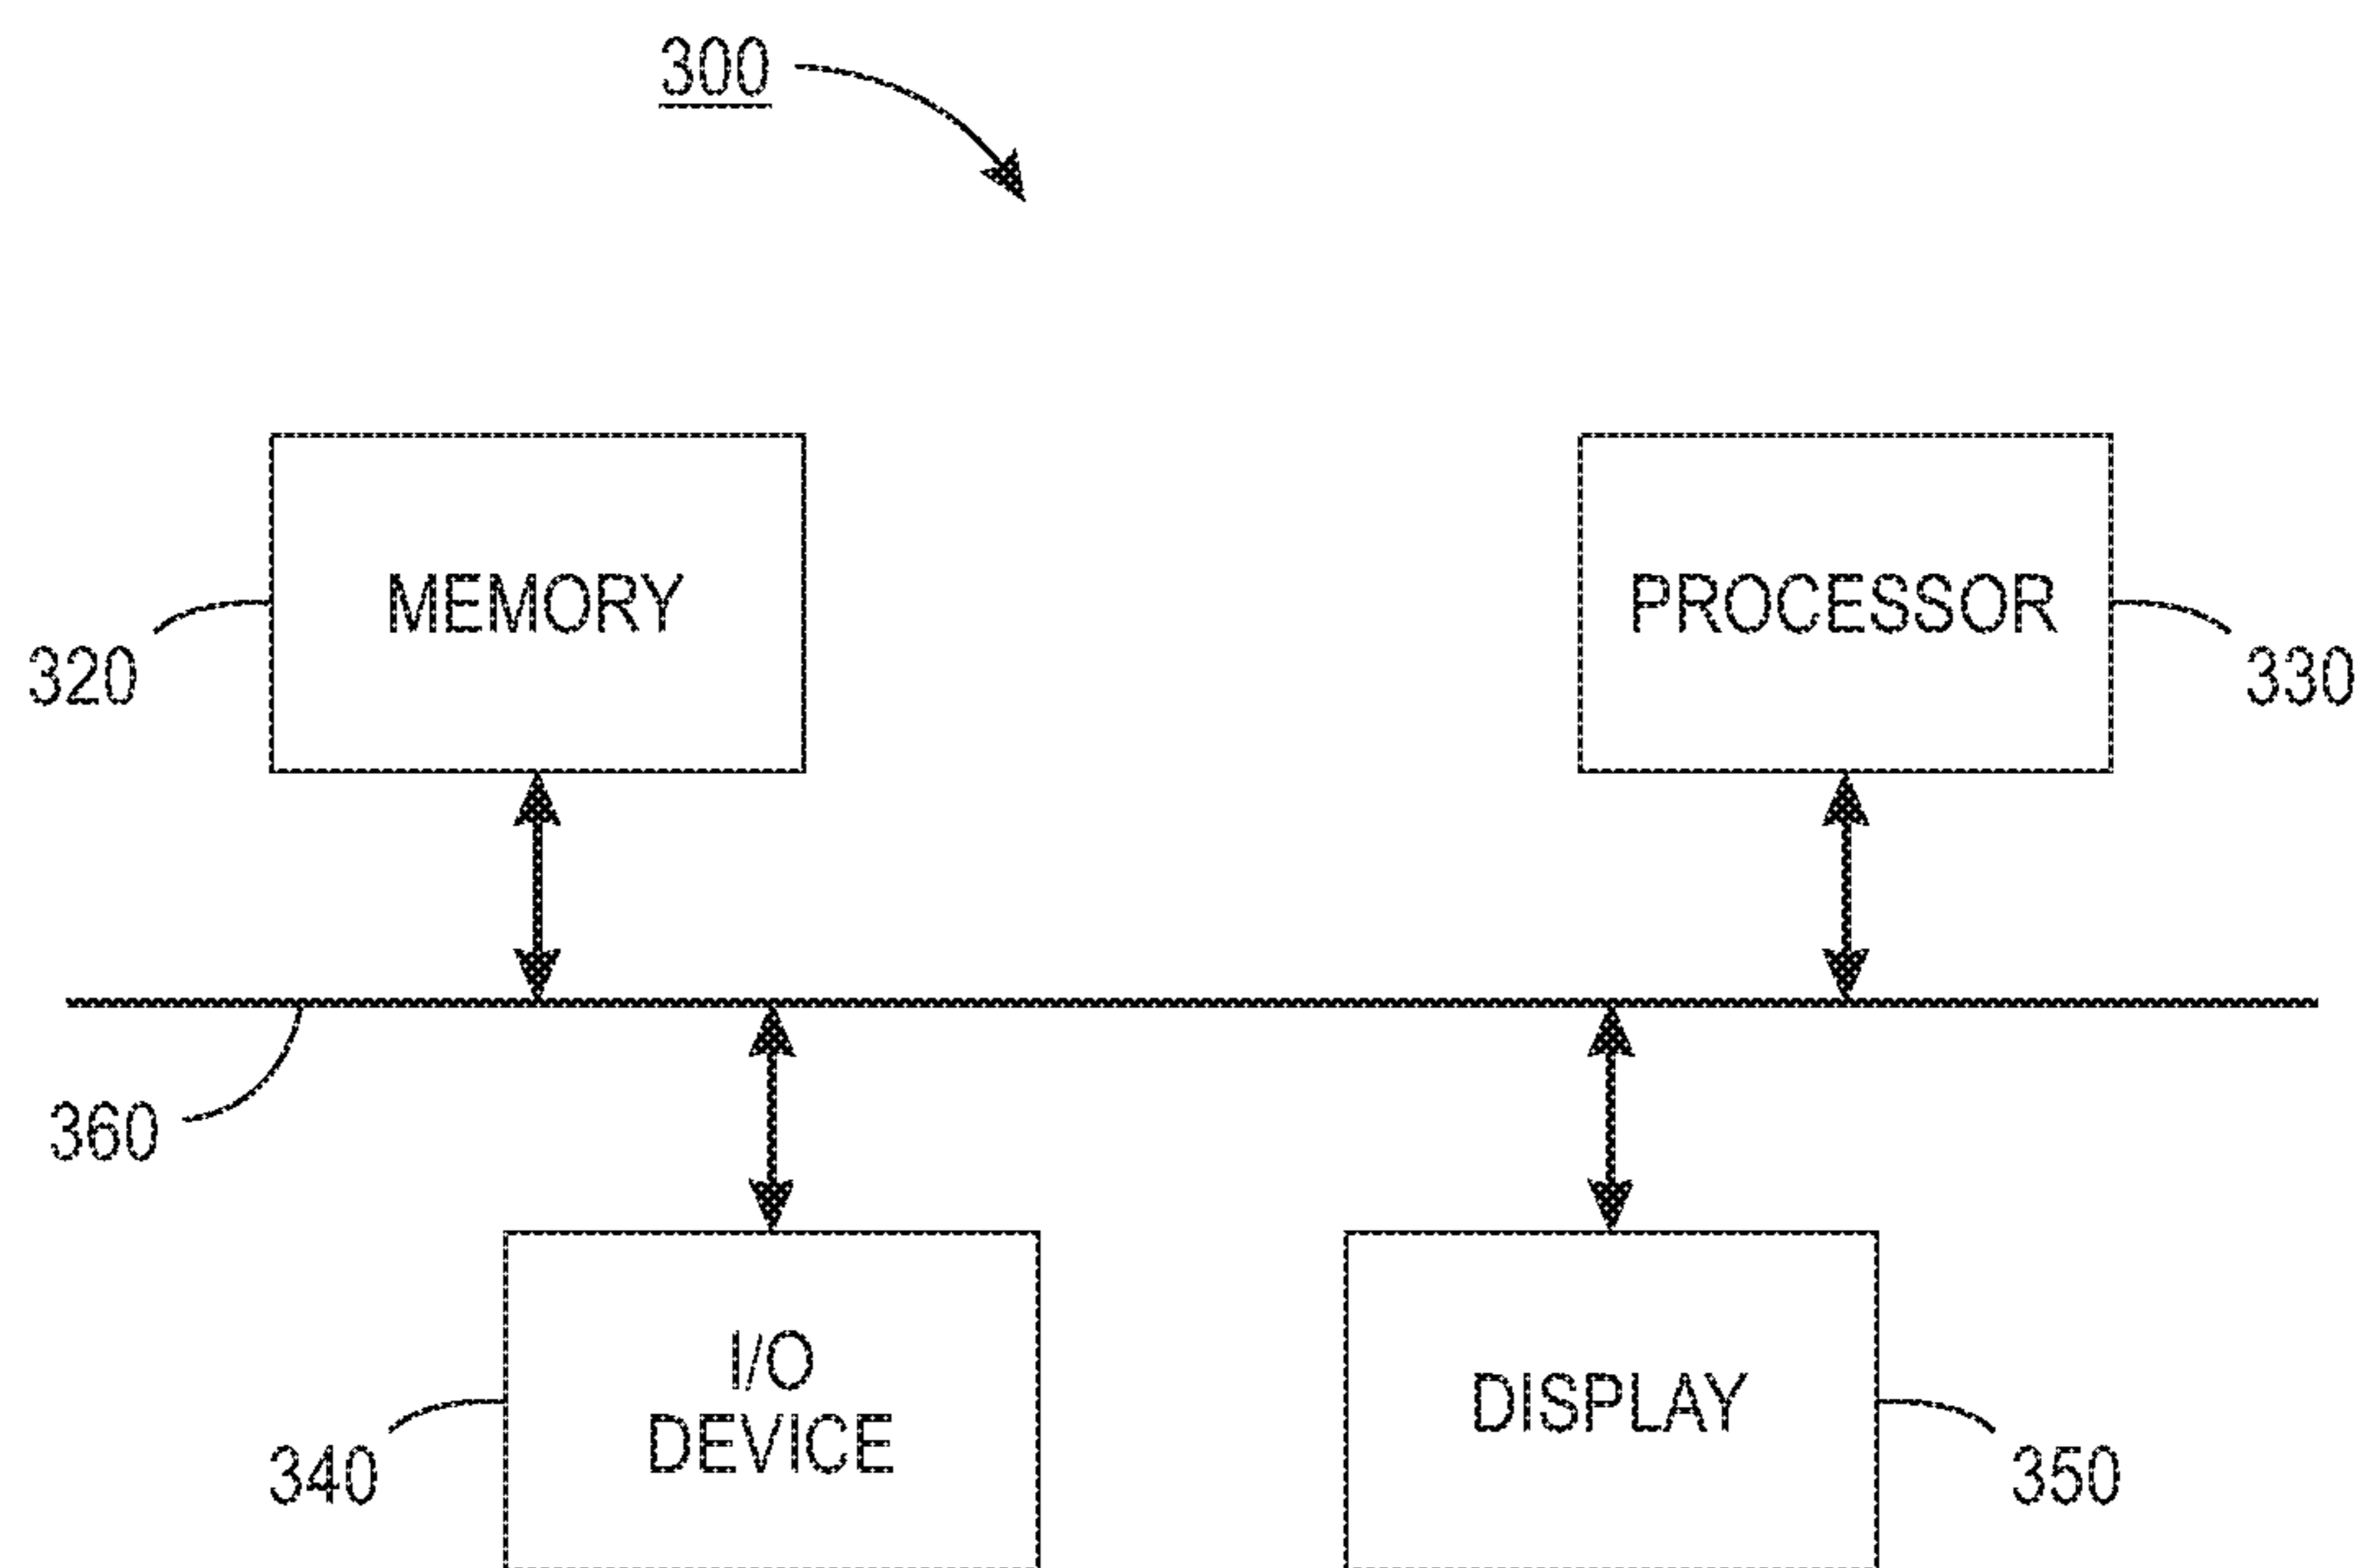 300
MEMORY
PROCESSOR
320
330
360
I/O
DEVICE
DISPLAY
340
350